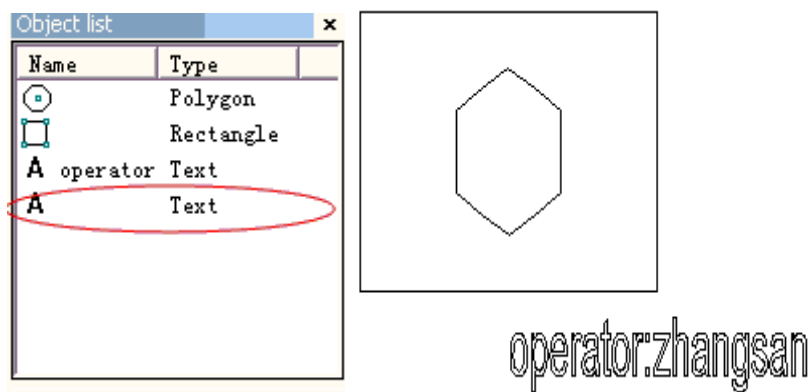 Object list
Name Type
Polygon
Rectangle
A operator Text
A Text
operator:zhangsan